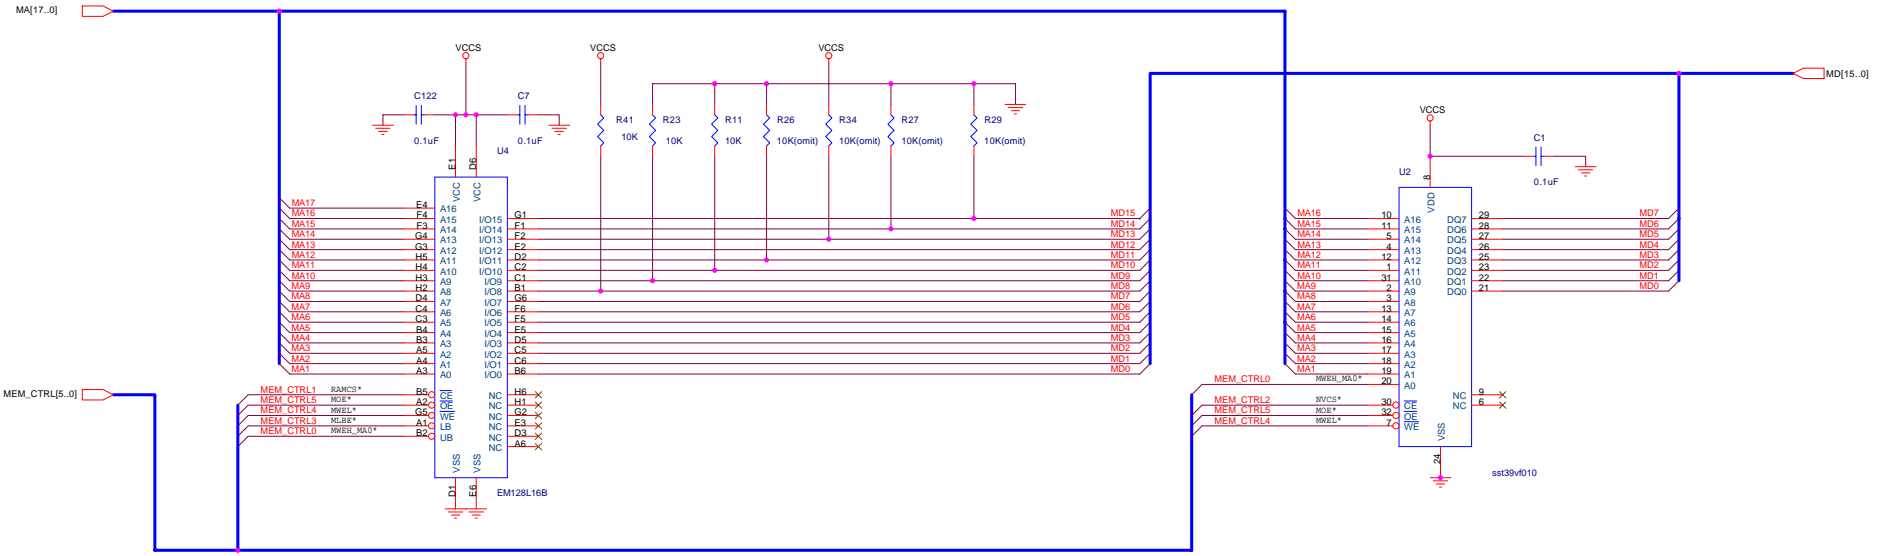 MA[17..0]
MD[15..0]
MEM_CTRL[5..0]
VCCS
VCCS
VCCS
VCCS
C122
0.1uF
C7
0.1uF
R41
10K
R23
10K
R11
10K
R26
10K(omit)
R34
10K(omit)
R27
10K(omit)
R29
10K(omit)
C1
0.1uF
U4
E1 D6
VCC VCC
MA17 E4 A16
MA16 F4 A15
MA15 F3 A14
MA14 G4 A13
MA13 G3 A12
MA12 H5 A11
MA11 H4 A10
MA10 H3 A9
MA9 H2 A8
MA8 D4 A7
MA7 C4 A6
MA6 C3 A5
MA5 B4 A4
MA4 B3 A3
MA3 A5 A2
MA2 A4 A1
MA1 A3 A0
I/O15 G1 MD15
I/O14 F1 MD14
I/O13 F2 MD13
I/O12 E2 MD12
I/O11 D2 MD11
I/O10 C2 MD10
I/O9 C1 MD9
I/O8 B1 MD8
I/O7 G6 MD7
I/O6 F6 MD6
I/O5 F5 MD5
I/O4 E5 MD4
I/O3 D5 MD3
I/O2 C5 MD2
I/O1 C6 MD1
I/O0 B6 MD0
MEM_CTRL1 RAMCS* B5 CE
MEM_CTRL5 MOE* A2 OE
MEM_CTRL4 MWEL* G5 WE
MEM_CTRL3 MLBE* A1 LB
MEM_CTRL0 MWEH_MA0* B2 UB
NC H6
NC H1
NC G2
NC E3
NC D3
NC A6
VSS VSS
D1 E6
EM128L16B
U2
8
VDD
MA16 10 A16
MA15 11 A15
MA14 5 A14
MA13 4 A13
MA12 12 A12
MA11 1 A11
MA10 31 A10
MA9 2 A9
MA8 3 A8
MA7 13 A7
MA6 14 A6
MA5 15 A5
MA4 16 A4
MA3 17 A3
MA2 18 A2
MA1 19 A1
MEM_CTRL0 MWEH_MA0* 20 A0
DQ7 29 MD7
DQ6 28 MD6
DQ5 27 MD5
DQ4 26 MD4
DQ3 25 MD3
DQ2 23 MD2
DQ1 22 MD1
DQ0 21 MD0
NC 9
NC 6
MEM_CTRL2 NVCS* 30 CE
MEM_CTRL5 MOE* 32 OE
MEM_CTRL4 MWEL* 7 WE
VSS
24
sst39vf010